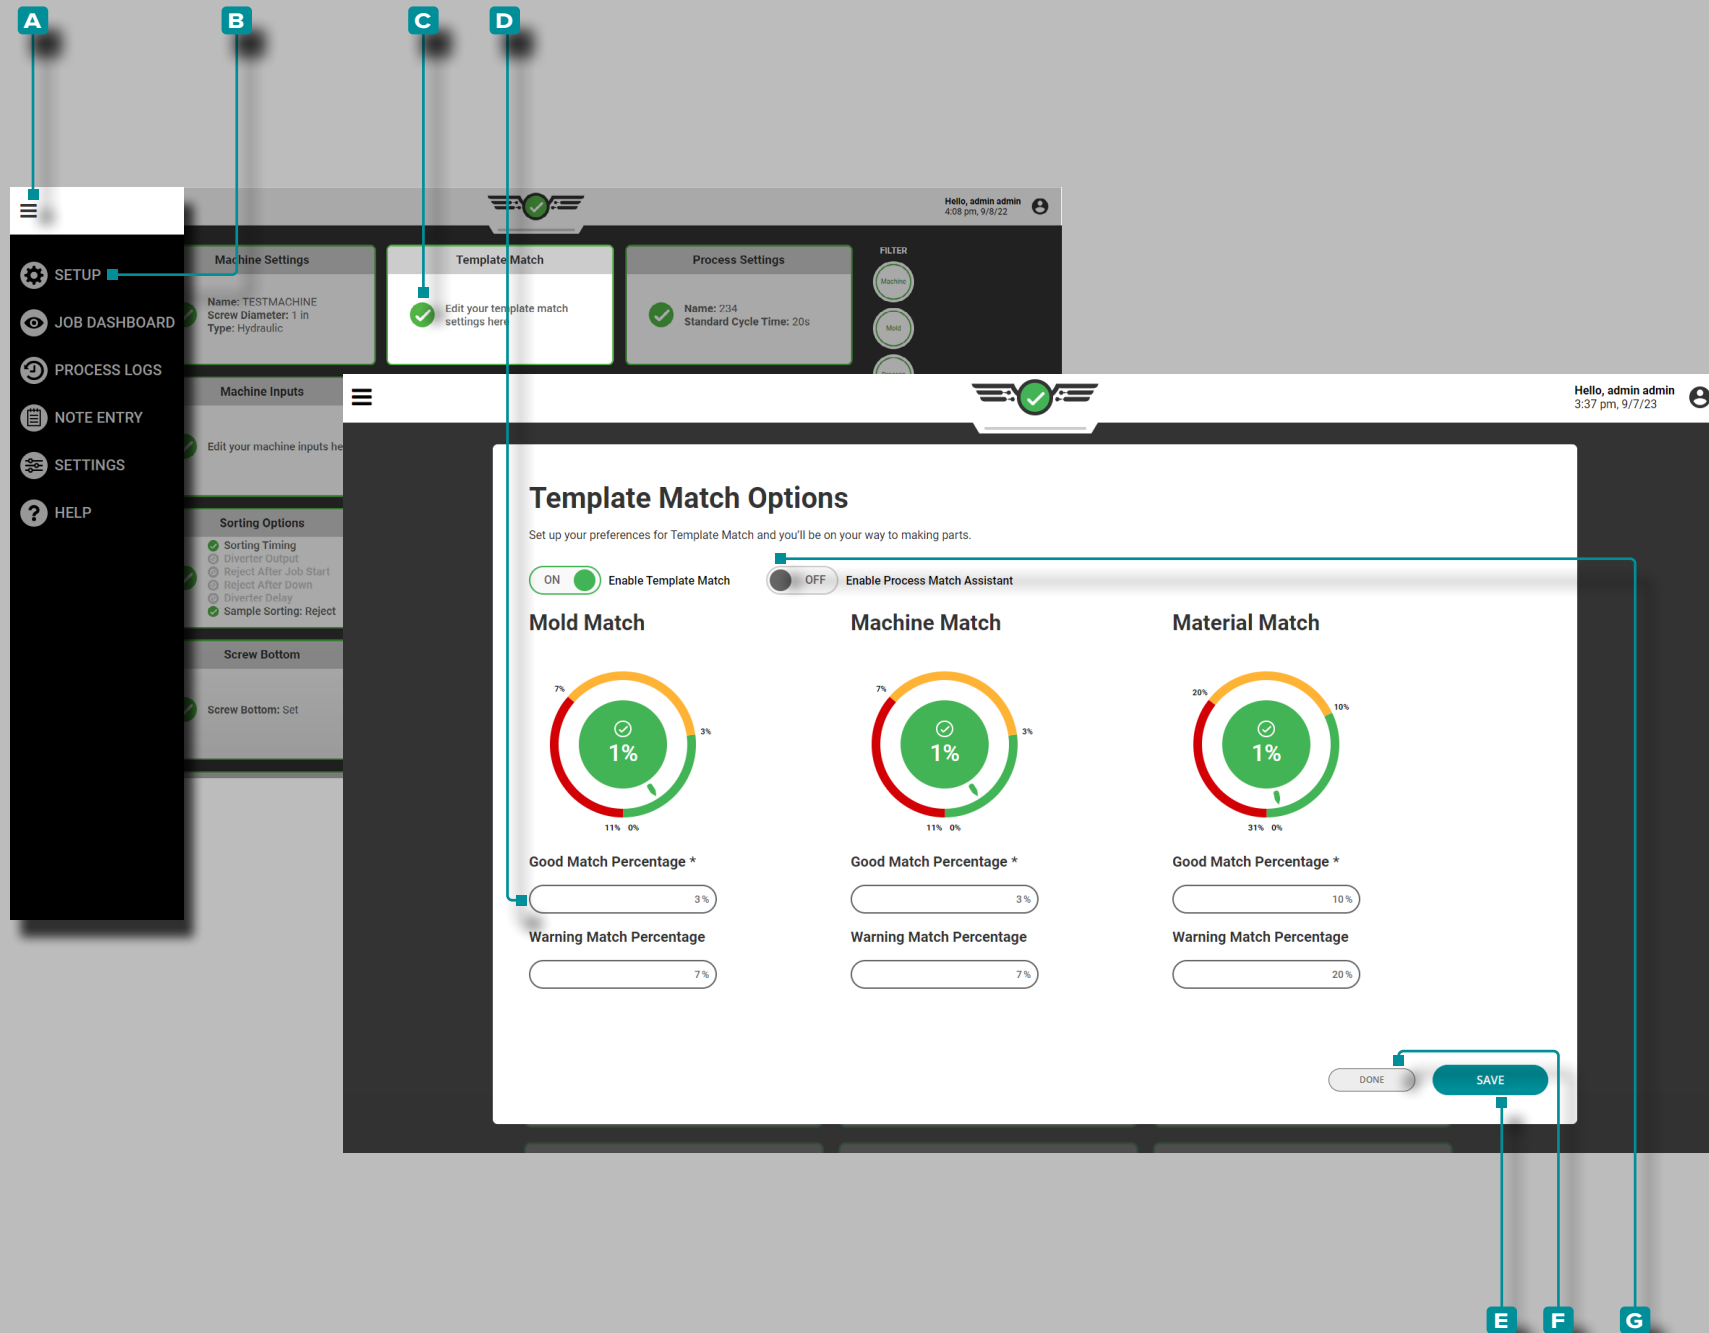 A
B
C
D
Hello, admin admin
4:08 pm, 9/8/22
SETUP
JOB DASHBOARD
PROCESS LOGS
NOTE ENTRY
SETTINGS
HELP
Machine Settings
Name: TESTMACHINE
Screw Diameter: 1 in
Type: Hydraulic
Template Match
Edit your template match
settings here
Process Settings
Name: 234
Standard Cycle Time: 20s
FILTER
Machine
Mold
Process
Machine Inputs
Edit your machine inputs he
Sorting Options
Sorting Timing
Diverter Output
Reject After Job Start
Reject After Down
Diverter Delay
Sample Sorting: Reject
Screw Bottom
Screw Bottom: Set
Hello, admin admin
3:37 pm, 9/7/23
Template Match Options
Set up your preferences for Template Match and you'll be on your way to making parts.
ON
Enable Template Match
OFF
Enable Process Match Assistant
Mold Match
7%
3%
1%
11% 0%
Good Match Percentage *
3 %
Warning Match Percentage
7 %
Machine Match
7%
3%
1%
11% 0%
Good Match Percentage *
3 %
Warning Match Percentage
7 %
Material Match
20%
10%
1%
31% 0%
Good Match Percentage *
10 %
Warning Match Percentage
20 %
DONE
SAVE
E
F
G